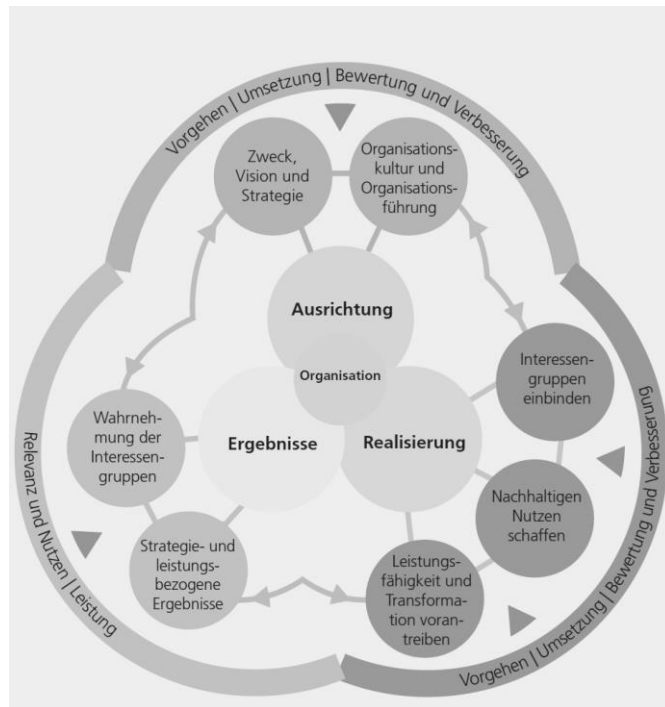 Vorgehen | Umsetzung | Bewertung und Verbesserung
Zweck,
Vision und
Strategie
Organisations-
kultur und
Organisations-
führung
Ausrichtung
Organisation
Ergebnisse
Realisierung
Interessen-
gruppen
einbinden
Nachhaltigen
Nutzen
schaffen
Leistungs-
fähigkeit und
Transforma-
tion voran-
treiben
Vorgehen | Umsetzung | Bewertung und Verbesserung
Wahrneh-
mung der
Interessen-
gruppen
Strategie- und
leistungs-
bezogene
Ergebnisse
Relevanz und Nutzen | Leistung